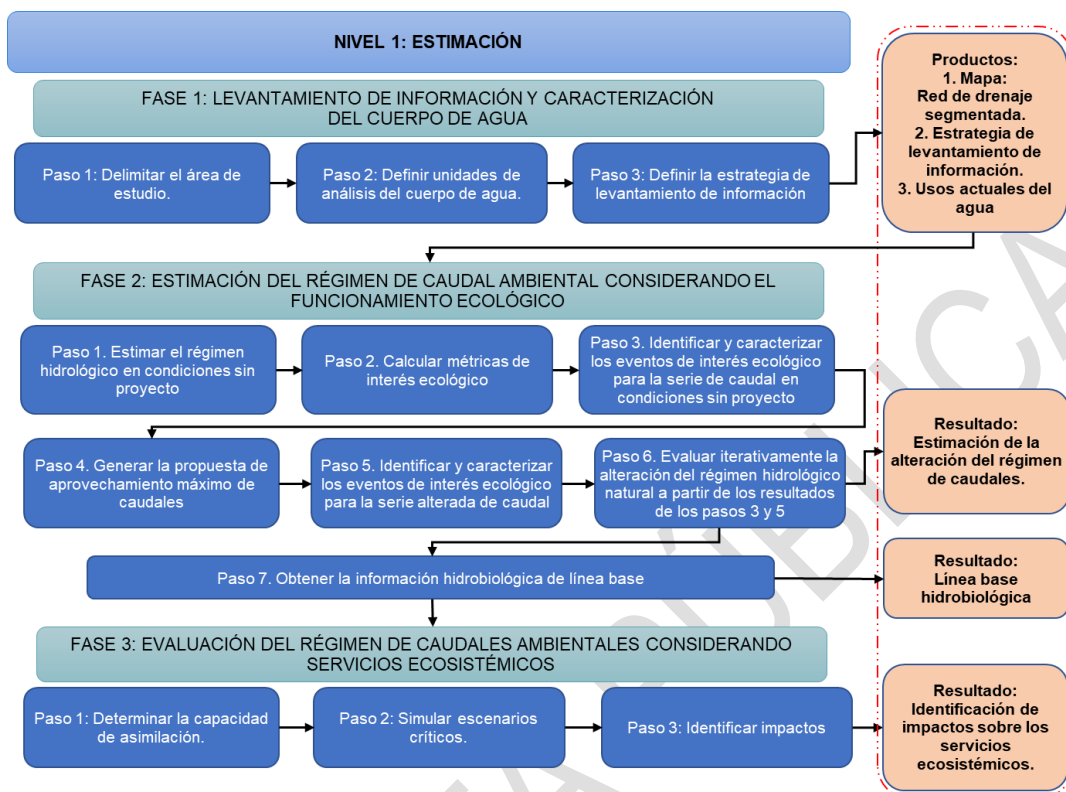 NIVEL 1: ESTIMACIÓN
FASE 1: LEVANTAMIENTO DE INFORMACIÓN Y CARACTERIZACIÓN
DEL CUERPO DE AGUA
Paso 1: Delimitar el área de
estudio.
Paso 2: Definir unidades de
análisis del cuerpo de agua.
Paso 3: Definir la estrategia de
levantamiento de información
Productos:
1. Mapa:
Red de drenaje
segmentada.
2. Estrategia de
levantamiento de
información.
3. Usos actuales del
agua
FASE 2: ESTIMACIÓN DEL RÉGIMEN DE CAUDAL AMBIENTAL CONSIDERANDO EL
FUNCIONAMIENTO ECOLÓGICO
Paso 1. Estimar el régimen
hidrológico en condiciones sin
proyecto
Paso 2. Calcular métricas de
interés ecológico
Paso 3. Identificar y caracterizar
los eventos de interés ecológico
para la serie de caudal en
condiciones sin proyecto
Paso 4. Generar la propuesta de
aprovechamiento máximo de
caudales
Paso 5. Identificar y caracterizar
los eventos de interés ecológico
para la serie alterada de caudal
Paso 6. Evaluar iterativamente la
alteración del régimen hidrológico
natural a partir de los resultados
de los pasos 3 y 5
Resultado:
Estimación de la
alteración del régimen
de caudales.
Paso 7. Obtener la información hidrobiológica de línea base
Resultado:
Línea base
hidrobiológica
FASE 3: EVALUACIÓN DEL RÉGIMEN DE CAUDALES AMBIENTALES CONSIDERANDO
SERVICIOS ECOSISTÉMICOS
Paso 1: Determinar la capacidad
de asimilación.
Paso 2: Simular escenarios
críticos.
Paso 3: Identificar impactos
Resultado:
Identificación de
impactos sobre los
servicios
ecosistémicos.